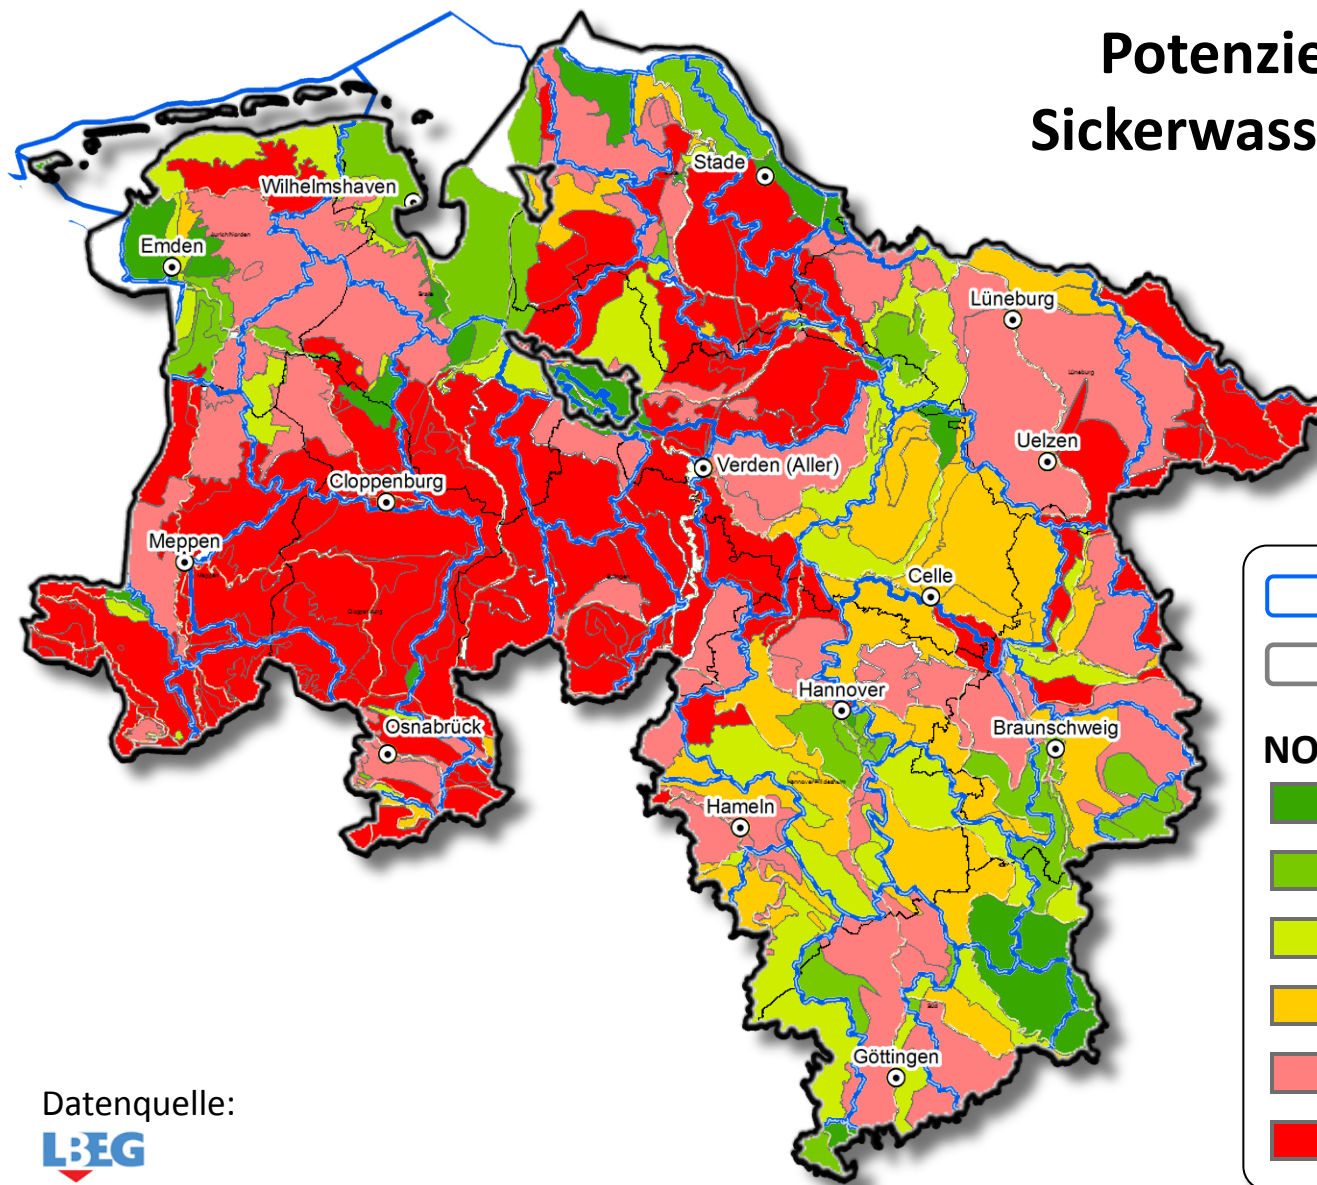 Potenzie
Sickerwass
Stade
Wilhelmshaven
Emden
Lüneburg
Uelzen
Verden (Aller)
Cloppenburg
Meppen
Celle
Hannover
Osnabrück
Braunschweig
NO
Hameln
Göttingen
Datenquelle:
LBEG